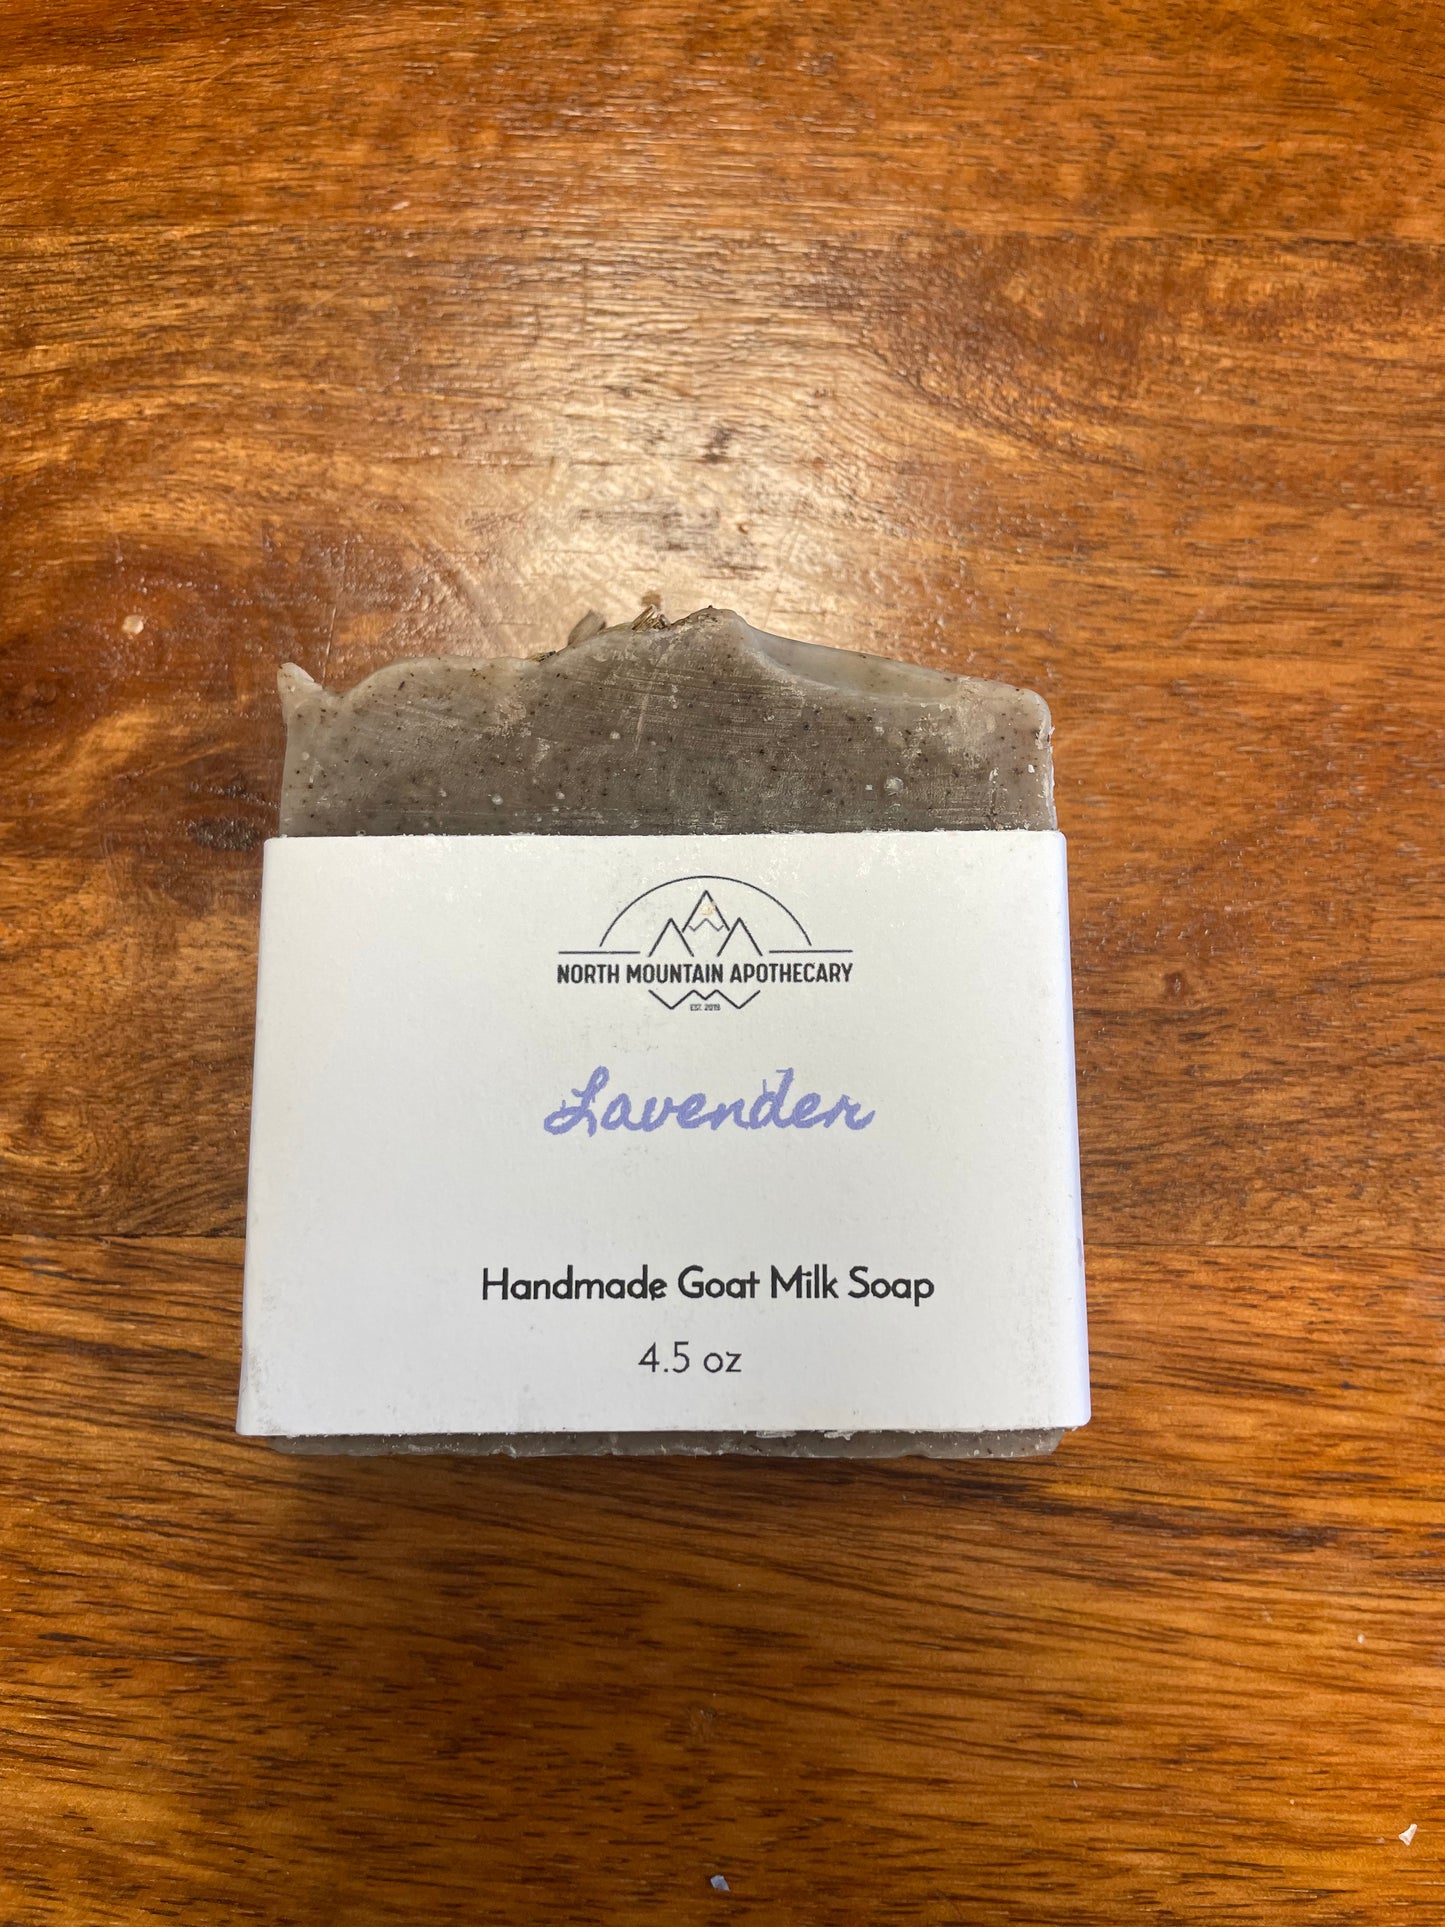 NORTH MOUNTAIN APOTHECARY
EST. 2019
Lavender
Handmade Goat Milk Soap
4.5 oz